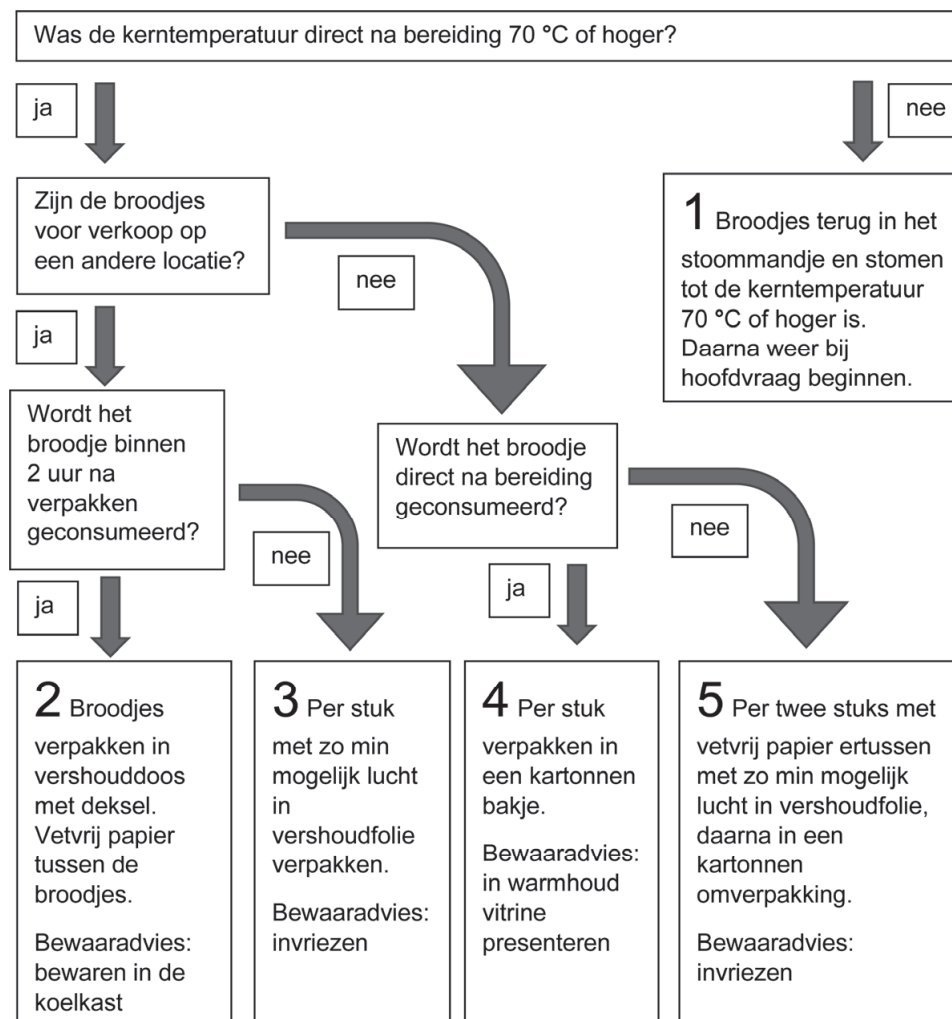 Was de kerntemperatuur direct na bereiding 70 °C of hoger?
ja
nee
Zijn de broodjes
voor verkoop op
een andere locatie?
1 Broodjes terug in het
stoommandje en stomen
tot de kerntemperatuur
70 °C of hoger is.
Daarna weer bij
hoofdvraag beginnen.
nee
ja
Wordt het
broodje binnen
2 uur na
verpakken
geconsumeerd?
Wordt het broodje
direct na bereiding
geconsumeerd?
nee
nee
ja
ja
2 Broodjes
verpakken in
vershouddoos
met deksel.
Vetvrij papier
tussen de
broodjes.
Bewaaradvies:
bewaren in de
koelkast
3 Per stuk
met zo min
mogelijk lucht
in
vershoudfolie
verpakken.
Bewaaradvies:
invriezen
4 Per stuk
verpakken in
een kartonnen
bakje.
Bewaaradvies:
in warmhoud
vitrine
presenteren
5 Per twee stuks met
vetvrij papier ertussen
met zo min mogelijk
lucht in vershoudfolie,
daarna in een
kartonnen
omverpakking.
Bewaaradvies:
invriezen